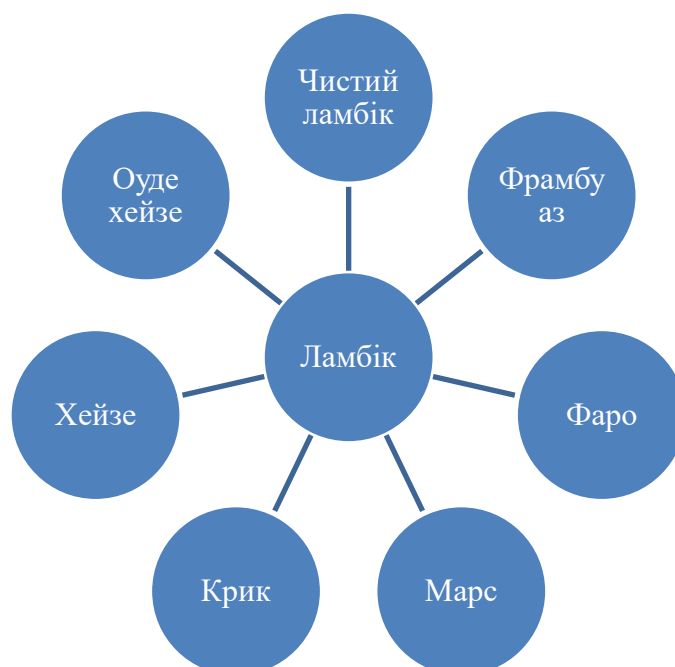 Чистий
ламбік
Фрамбу
аз
Фаро
Марс
Крик
Хейзе
Оуде
хейзе
Ламбік